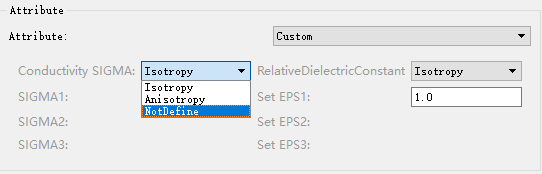 Attribute
Attribute: Custom
Conductivity SIGMA: Isotropy RelativeDielectricConstant Isotropy
Isotropy
Anisotropy
NotDefine
SIGMA1: Set EPS1: 1.0
SIGMA2: Set EPS2:
SIGMA3: Set EPS3: